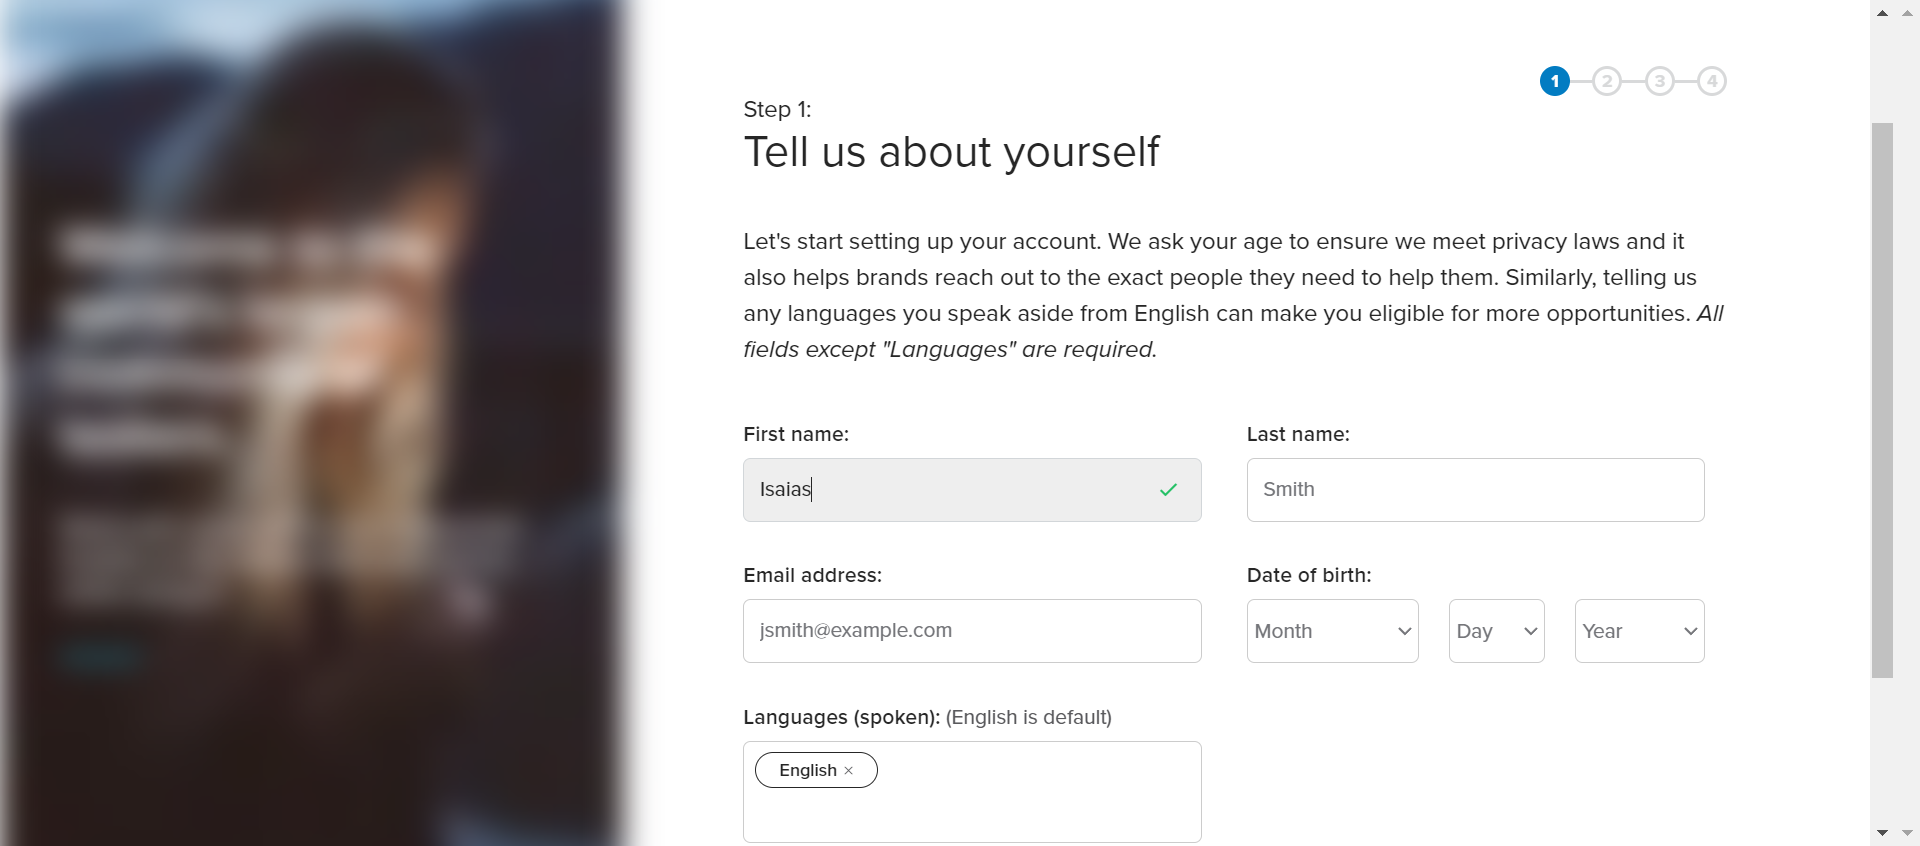 1 2 3 4
Step 1:
Tell us about yourself
Let's start setting up your account. We ask your age to ensure we meet privacy laws and it
also helps brands reach out to the exact people they need to help them. Similarly, telling us
any languages you speak aside from English can make you eligible for more opportunities. All
fields except "Languages" are required.
First name:
Last name:
Isaias
Smith
Email address:
Date of birth:
jsmith@example.com
Month
Day
Year
Languages (spoken): (English is default)
English ×